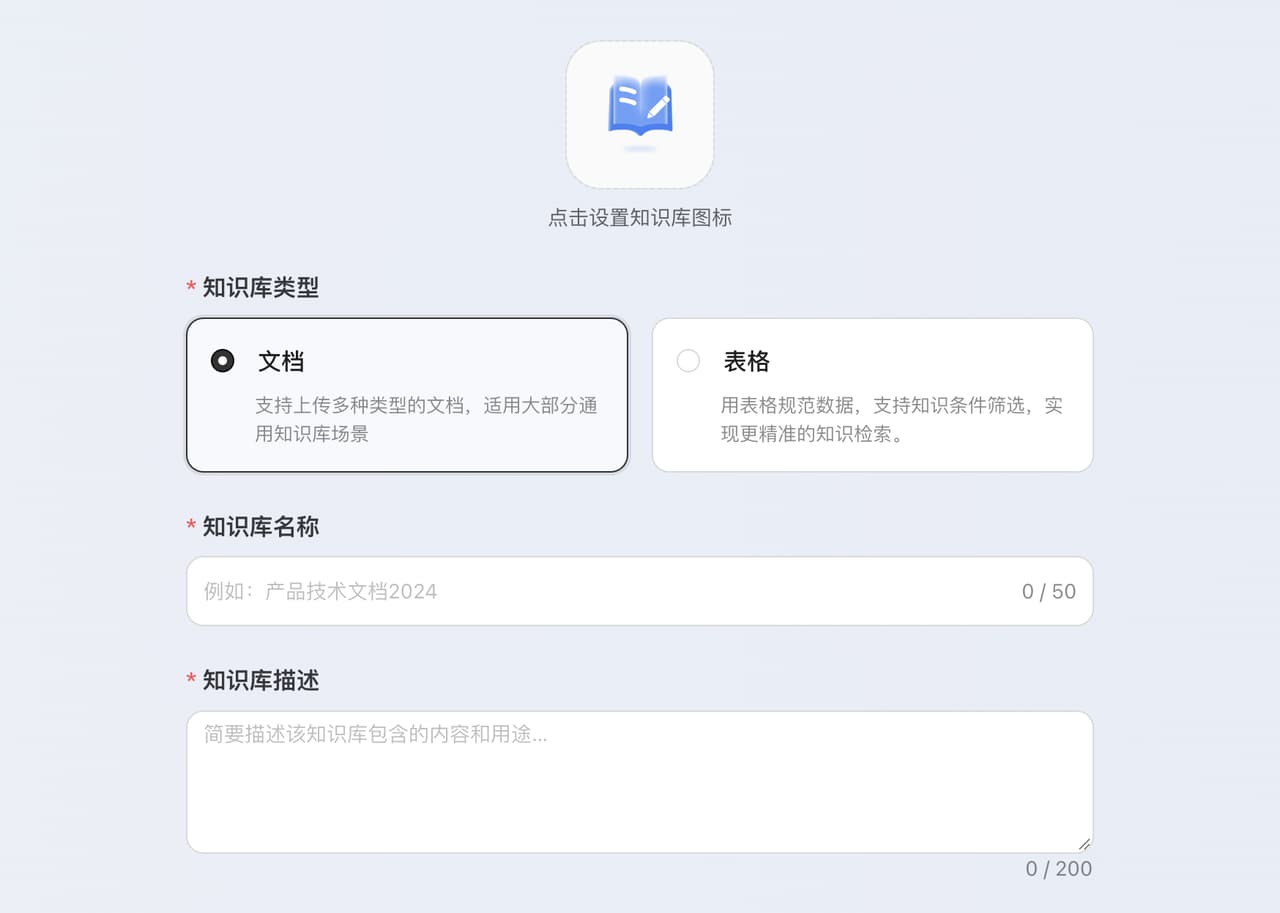 点击设置知识库图标
* 知识库类型
文档
支持上传多种类型的文档，适用大部分通
用知识库场景
表格
用表格规范数据，支持知识条件筛选，实
现更精准的知识检索。
* 知识库名称
例如：产品技术文档2024
0 / 50
* 知识库描述
简要描述该知识库包含的内容和用途...
0 / 200